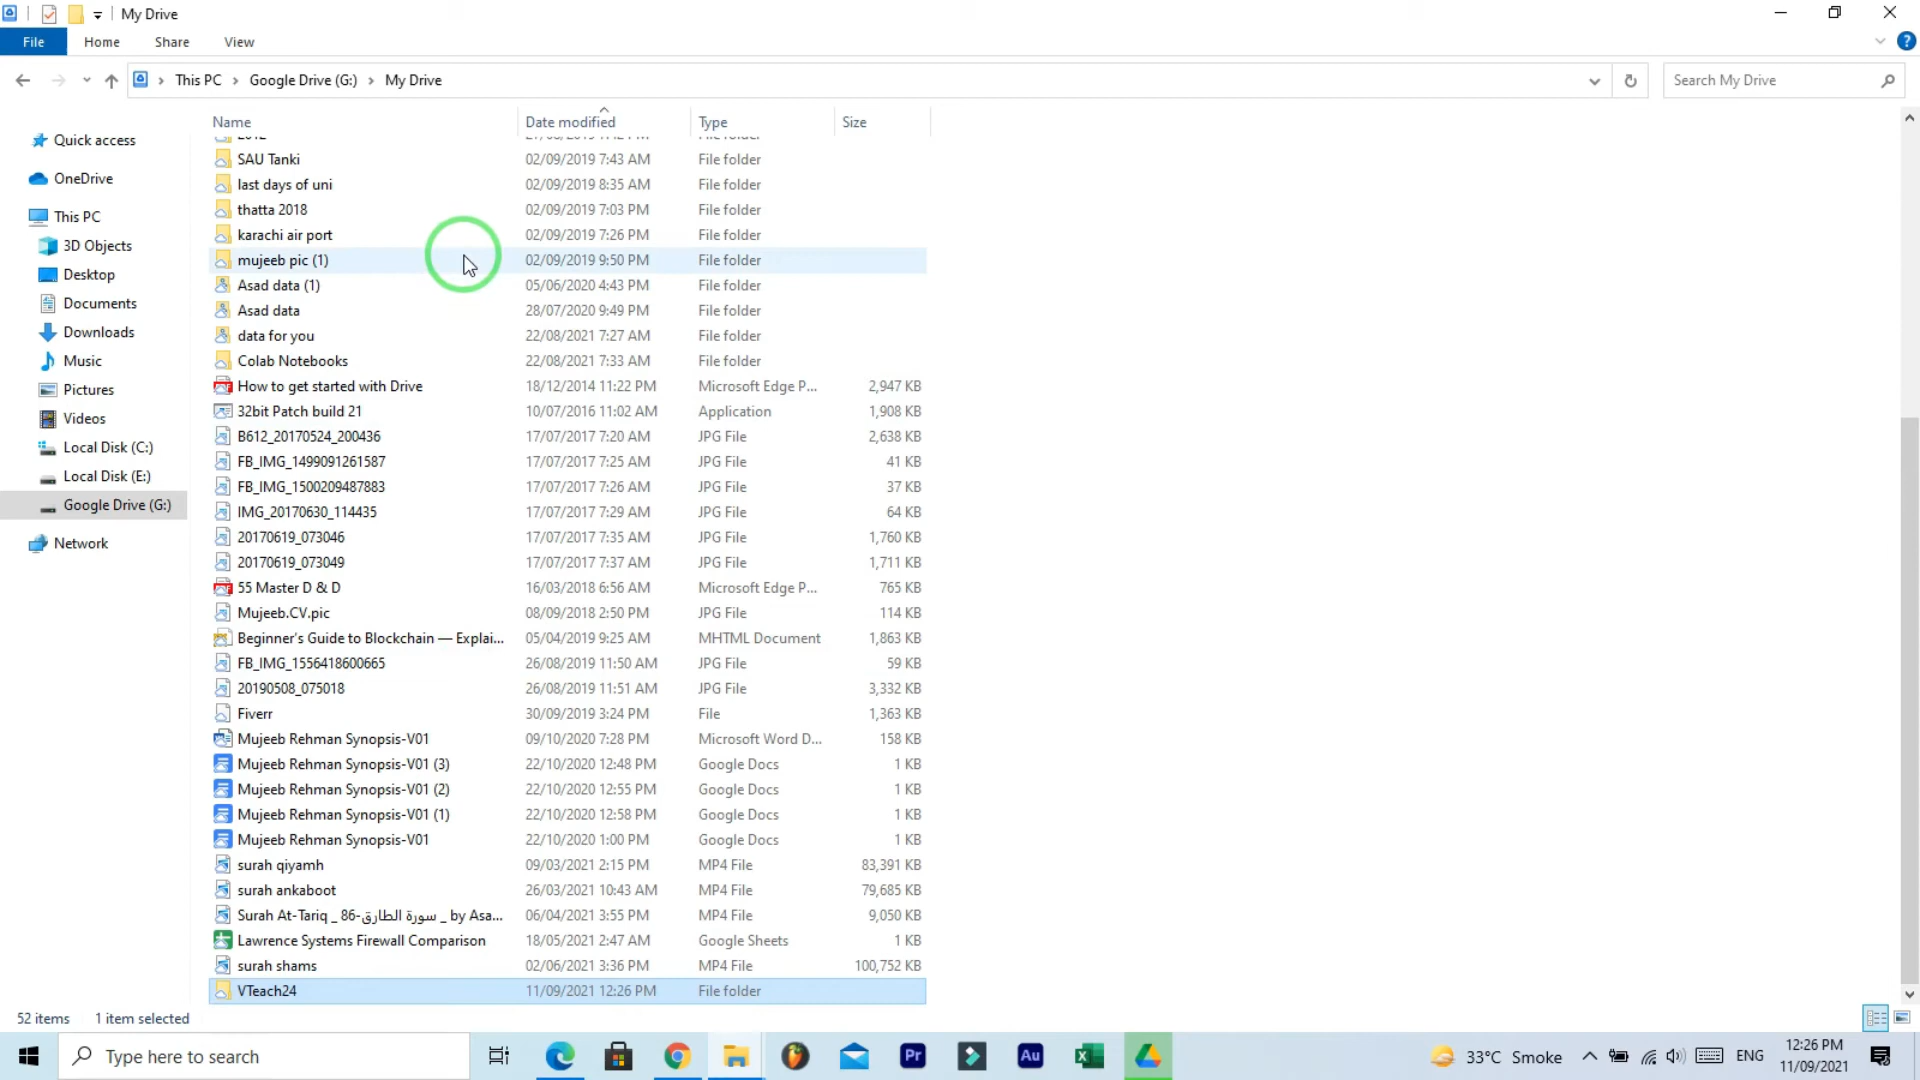 My Drive
File Home Share View
This PC Google Drive (G:) My Drive Search My Drive
Name Date modified Type Size
SAU Tanki 02/09/2019 7:43 AM File folder
last days of uni 02/09/2019 8:35 AM File folder
thatta 2018 02/09/2019 7:03 PM File folder
karachi air port 02/09/2019 7:26 PM File folder
mujeeb pic (1) 02/09/2019 9:50 PM File folder
Asad data (1) 05/06/2020 4:43 PM File folder
Asad data 28/07/2020 9:49 PM File folder
data for you 22/08/2021 7:27 AM File folder
Colab Notebooks 22/08/2021 7:33 AM File folder
How to get started with Drive 18/12/2014 11:22 PM Microsoft Edge P... 2,947 KB
32bit Patch build 21 10/07/2016 11:02 AM Application 1,908 KB
B612_20170524_200436 17/07/2017 7:20 AM JPG File 2,638 KB
FB_IMG_1499091261587 17/07/2017 7:25 AM JPG File 41 KB
FB_IMG_1500209487883 17/07/2017 7:26 AM JPG File 37 KB
IMG_20170630_114435 17/07/2017 7:29 AM JPG File 64 KB
20170619_073046 17/07/2017 7:35 AM JPG File 1,760 KB
20170619_073049 17/07/2017 7:37 AM JPG File 1,711 KB
55 Master D & D 16/03/2018 6:56 AM Microsoft Edge P... 765 KB
Mujeeb.CV.pic 08/09/2018 2:50 PM JPG File 114 KB
Beginner's Guide to Blockchain — Explai... 05/04/2019 9:25 AM MHTML Document 1,863 KB
FB_IMG_1556418600665 26/08/2019 11:50 AM JPG File 59 KB
20190508_075018 26/08/2019 11:51 AM JPG File 3,332 KB
Fiverr 30/09/2019 3:24 PM File 1,363 KB
Mujeeb Rehman Synopsis-V01 09/10/2020 7:28 PM Microsoft Word D... 158 KB
Mujeeb Rehman Synopsis-V01 (3) 22/10/2020 12:48 PM Google Docs 1 KB
Mujeeb Rehman Synopsis-V01 (2) 22/10/2020 12:55 PM Google Docs 1 KB
Mujeeb Rehman Synopsis-V01 (1) 22/10/2020 12:58 PM Google Docs 1 KB
Mujeeb Rehman Synopsis-V01 22/10/2020 1:00 PM Google Docs 1 KB
surah qiyamh 09/03/2021 2:15 PM MP4 File 83,391 KB
surah ankaboot 26/03/2021 10:43 AM MP4 File 79,685 KB
Surah At-Tariq _ 86-سورة الطارق _ by Asa... 06/04/2021 3:55 PM MP4 File 9,050 KB
Lawrence Systems Firewall Comparison 18/05/2021 2:47 AM Google Sheets 1 KB
surah shams 02/06/2021 3:36 PM MP4 File 100,752 KB
VTeach24 11/09/2021 12:26 PM File folder
Quick access
OneDrive
This PC
3D Objects
Desktop
Documents
Downloads
Music
Pictures
Videos
Local Disk (C:)
Local Disk (E:)
Google Drive (G:)
Network
52 items 1 item selected
Type here to search
Pr
Au
33°C Smoke
ENG
12:26 PM
11/09/2021